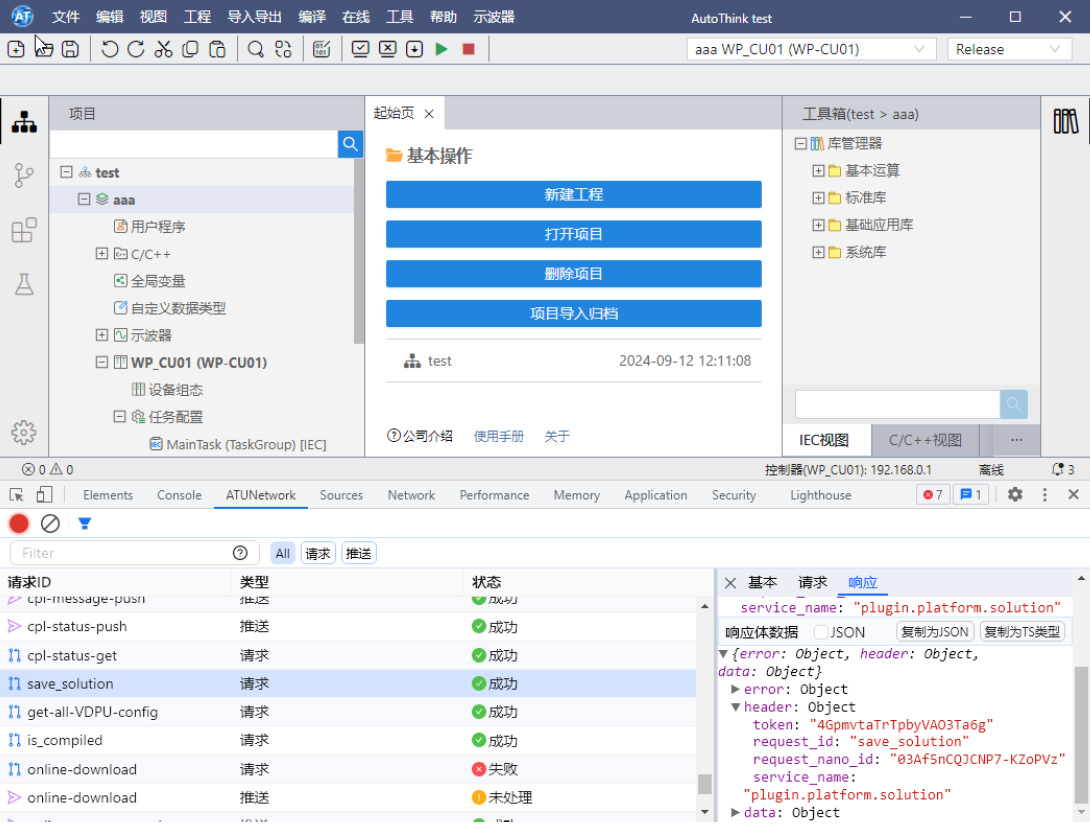 AT 文件 编辑 视图 工程 导入导出 编译 在线 工具 帮助 示波器 AutoThink test
aaa WP_CU01 (WP-CU01) Release
项目
test
aaa
用户程序
C/C++
全局变量
自定义数据类型
示波器
WP_CU01 (WP-CU01)
设备组态
任务配置
MainTask (TaskGroup) [IEC]
起始页
基本操作
新建工程
打开项目
删除项目
项目导入归档
test 2024-09-12 12:11:08
公司介绍 使用手册 关于
工具箱(test > aaa)
库管理器
基本运算
标准库
基础应用库
系统库
IEC视图 C/C++视图 ...
0 0 控制器(WP_CU01): 192.168.0.1 离线 3
Elements Console ATUNetwork Sources Network Performance Memory Application Security Lighthouse 7 1
Filter All 请求 推送
请求ID 类型 状态
cpl-message-push 推送 成功
cpl-status-push 推送 成功
cpl-status-get 请求 成功
save_solution 请求 成功
get-all-VDPU-config 请求 成功
is_compiled 请求 成功
online-download 请求 失败
online-download 推送 未处理
基本 请求 响应
service_name: "plugin.platform.solution"
响应体数据 JSON 复制为JSON 复制为TS类型
{error: Object, header: Object,
data: Object}
error: Object
header: Object
token: "4GpmvtaTrTpbyVAO3Ta6g"
request_id: "save_solution"
request_nano_id: "03Af5nCQJCNP7-KZoPVz"
service_name:
"plugin.platform.solution"
data: Object